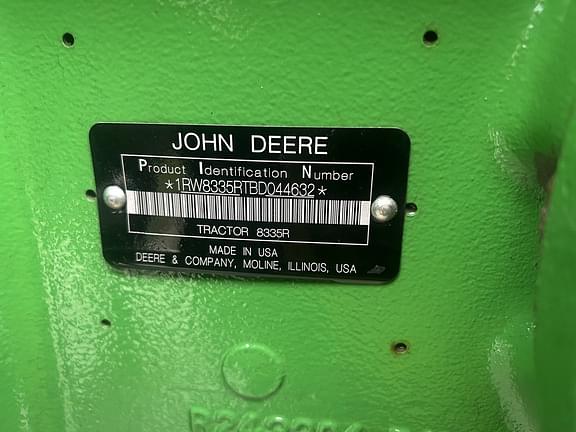 JOHN DEERE
Product Identification Number
*1RW8335RTBD044632*
TRACTOR 8335R
MADE IN USA
DEERE & COMPANY, MOLINE, ILLINOIS, USA